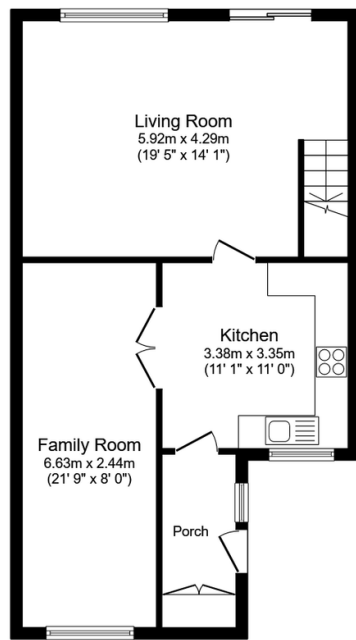 Living Room
5.92m x 4.29m
(19' 5" x 14' 1")
Kitchen
3.38m x 3.35m
(11' 1" x 11' 0")
Family Room
6.63m x 2.44m
(21' 9" x 8' 0")
Porch